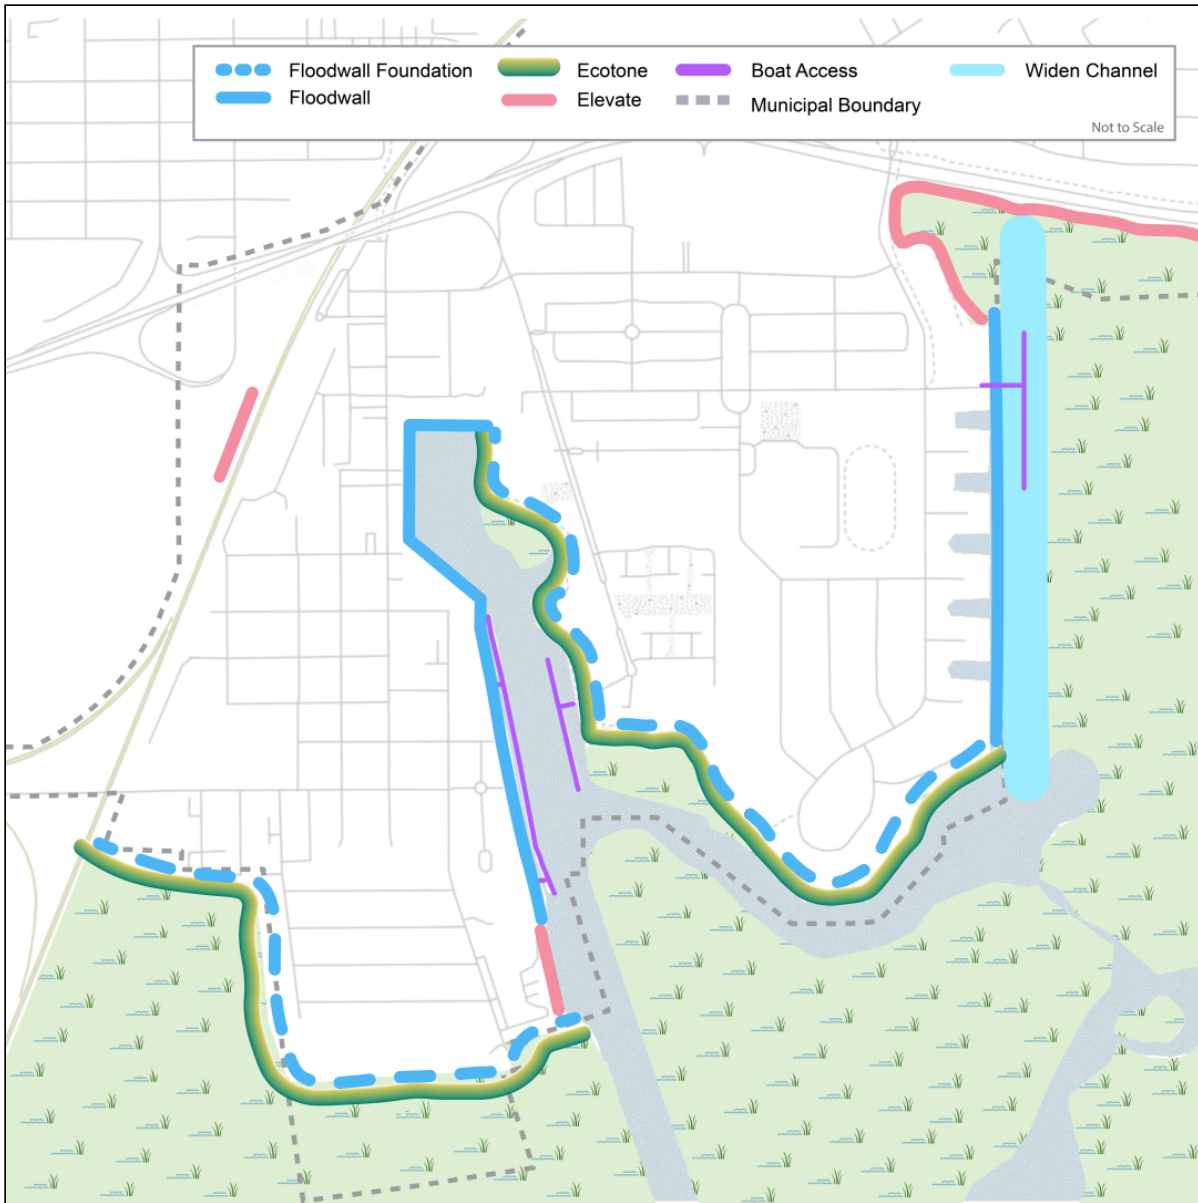 Floodwall Foundation
Ecotone
Boat Access
Widen Channel
Floodwall
Elevate
Municipal Boundary
Not to Scale